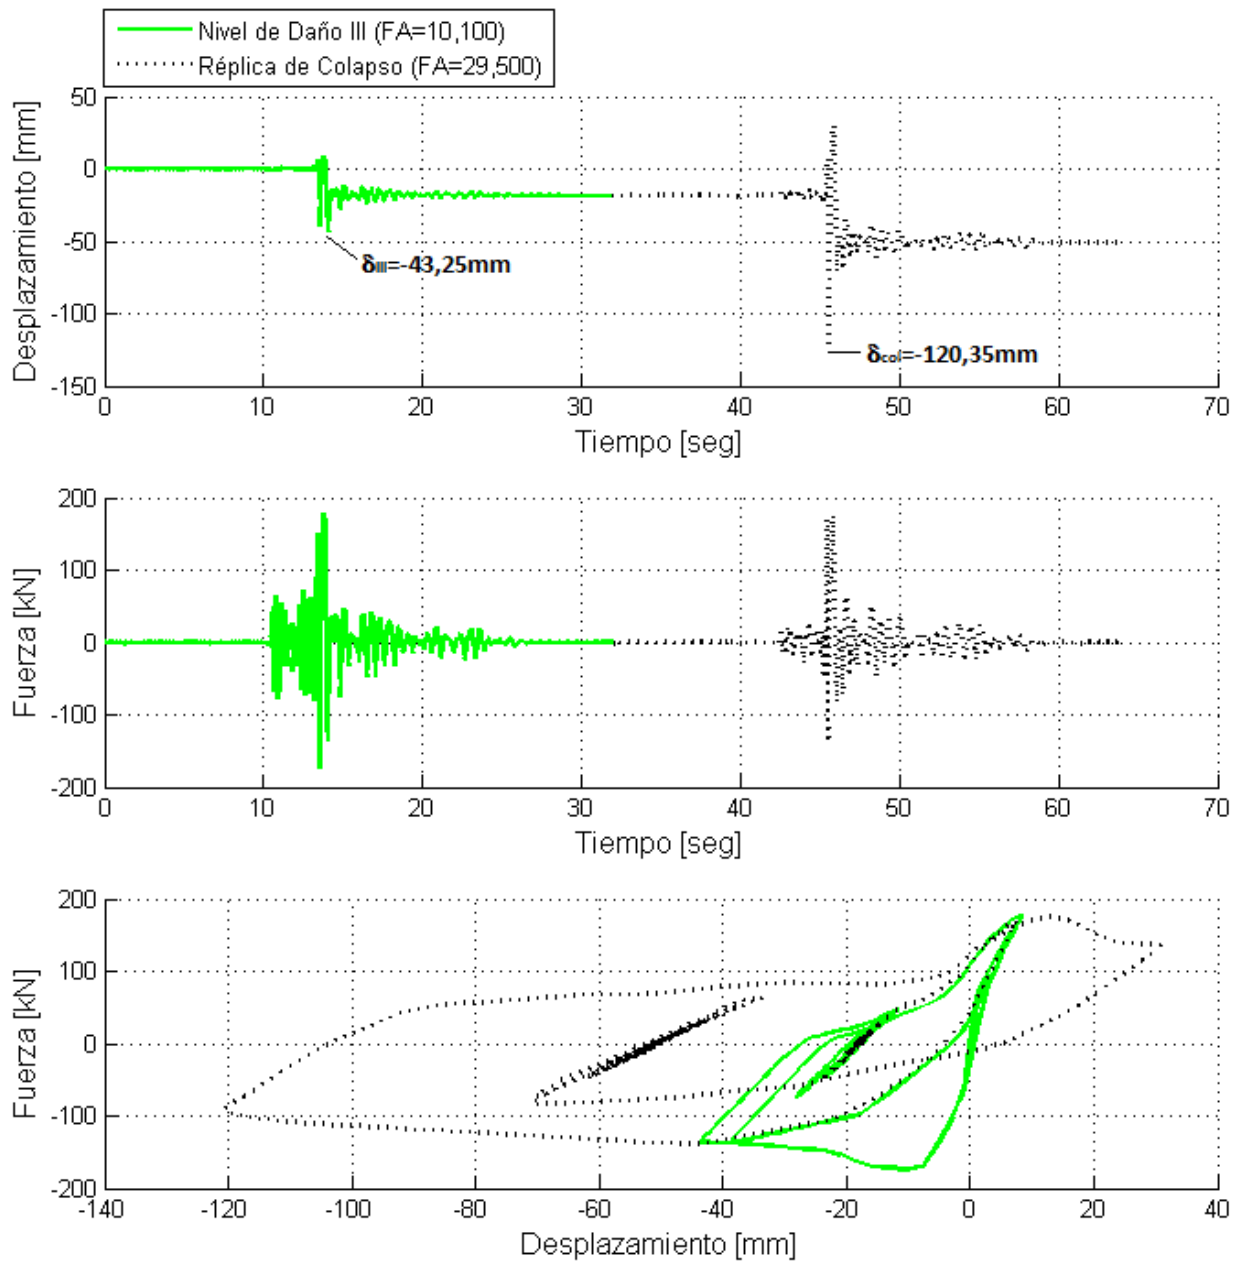 Nivel de Daño III (FA=10,100)
Réplica de Colapso (FA=29,500)
Desplazamiento [mm]
50
0
-50
-100
-150
δIII=-43,25mm
δcol=-120,35mm
0 10 20 30 40 50 60 70
Tiempo [seg]
Fuerza [kN]
200
100
0
-100
-200
0 10 20 30 40 50 60 70
Tiempo [seg]
Fuerza [kN]
200
100
0
-100
-200
-140 -120 -100 -80 -60 -40 -20 0 20 40
Desplazamiento [mm]